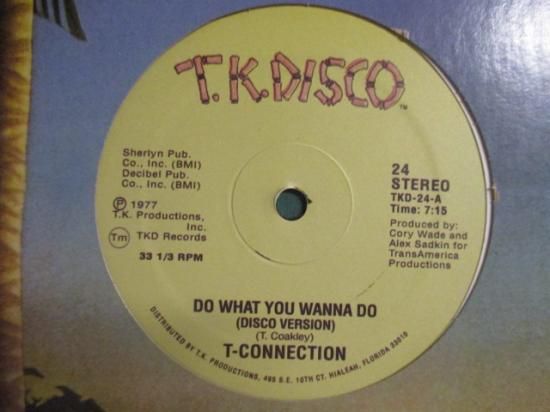 T.K.DISCO
TM
Sherlyn Pub.
Co., Inc. (BMI)
Decibel Pub.
Co., Inc. (BMI)
℗ 1977
T.K. Productions,
Inc.
Tm TKD Records
33 1/3 RPM
24
STEREO
TKD-24-A
Time: 7:15
Produced by:
Cory Wade and
Alex Sadkin for
TransAmerica
Productions
DO WHAT YOU WANNA DO
(DISCO VERSION)
(T. Coakley)
T-CONNECTION
DISTRIBUTED BY T.K. PRODUCTIONS, 495 S.E. 10TH CT. HIALEAH, FLORIDA 33010